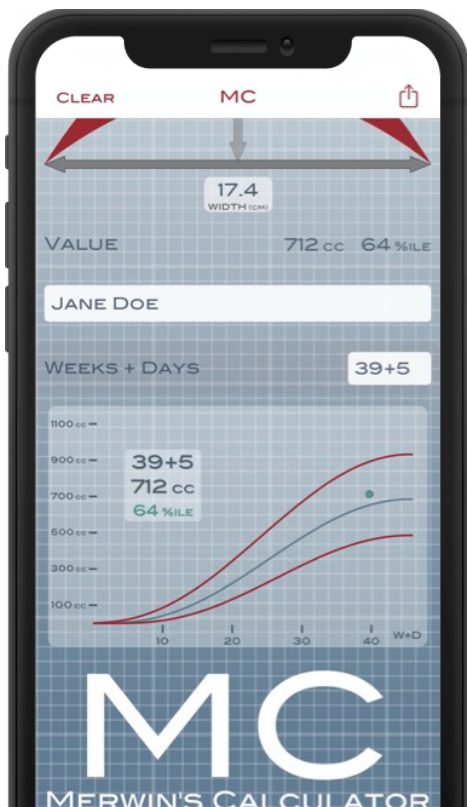 CLEAR MC
17.4
WIDTH (CM)
VALUE 712 CC 64 %ILE
JANE DOE
WEEKS + DAYS 39+5
1100 CC
900 CC
700 CC
500 CC
300 CC
100 CC
39+5
712 CC
64 %ILE
10 20 30 40 W+D
MC
MERWIN'S CALCULATOR